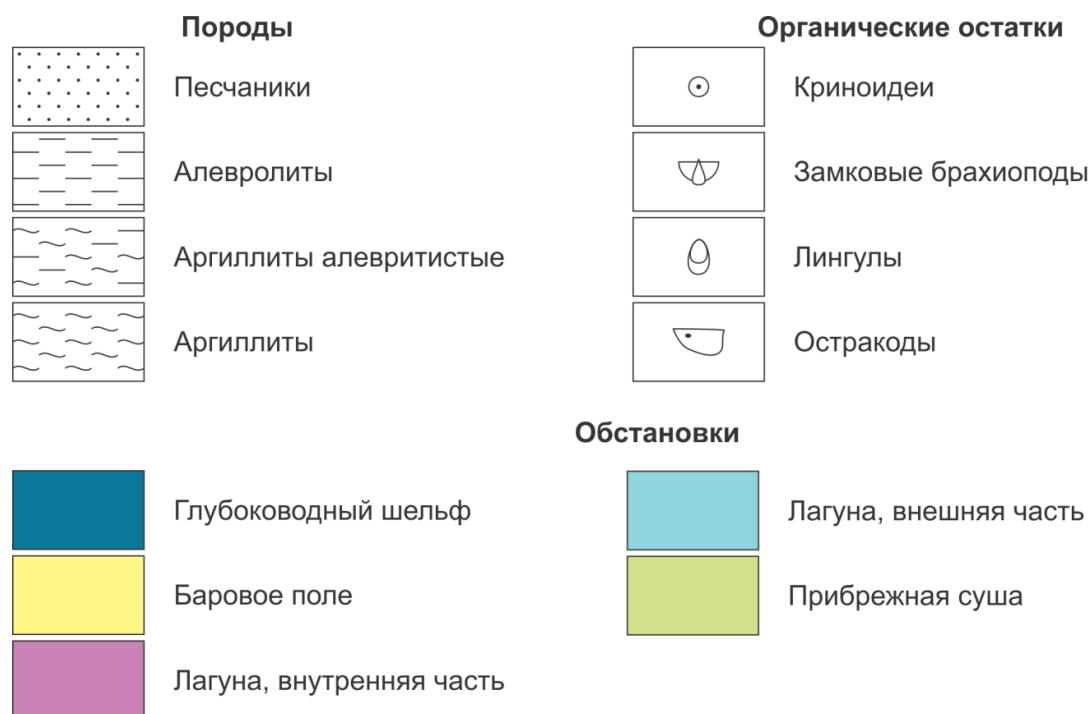 Породы
Песчаники
Алевролиты
Аргиллиты алевритистые
Аргиллиты
Органические остатки
Криноидеи
Замковые брахиоподы
Лингулы
Остракоды
Обстановки
Глубоководный шельф
Баровое поле
Лагуна, внутренняя часть
Лагуна, внешняя часть
Прибрежная суша